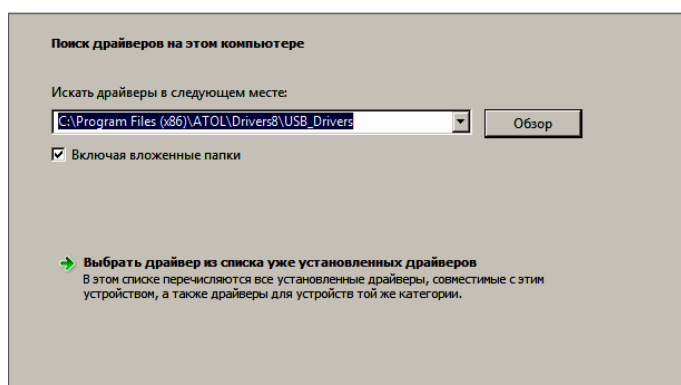 Поиск драйверов на этом компьютере
Искать драйверы в следующем месте:
C:\Program Files (x86)\ATOL\Drivers8\USB_Drivers
Обзор
Включая вложенные папки
Выбрать драйвер из списка уже установленных драйверов
В этом списке перечисляются все установленные драйверы, совместимые с этим
устройством, а также драйверы для устройств той же категории.